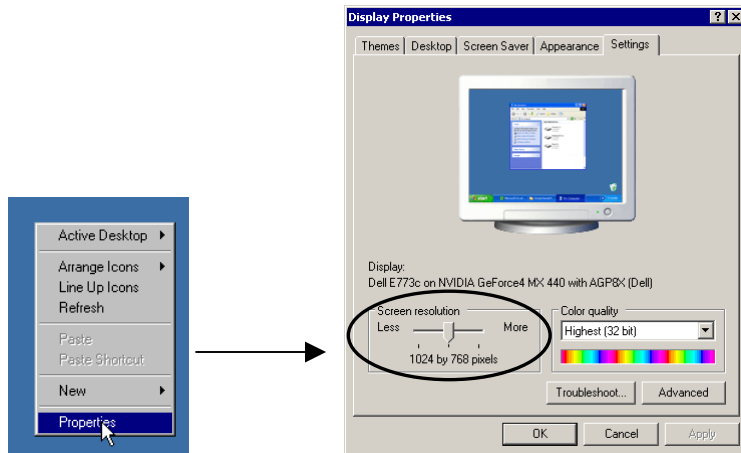 Active Desktop
Arrange Icons
Line Up Icons
Refresh
Paste
Paste Shortcut
New
Properties
Display Properties
Themes Desktop Screen Saver Appearance Settings
Display:
Dell E773c on NVIDIA GeForce4 MX 440 with AGP8X (Dell)
Screen resolution
Less More
1024 by 768 pixels
Color quality
Highest (32 bit)
Troubleshoot... Advanced
OK Cancel Apply